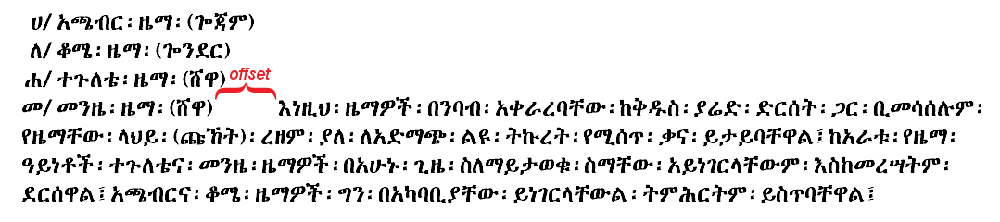 ሀ/ አጫብር፡ ዜማ፡ (ጐጃም)
ለ/ ቆሜ፡ ዜማ፡ (ጐንደር)
ሐ/ ተጉለቴ፡ ዜማ፡ (ሸዋ) offset
መ/ መንዜ፡ ዜማ፡ (ሸዋ) እነዚህ፡ ዜማዎች፡ በንባብ፡ አቀራረባቸው፡ ከቅዱስ፡ ያሬድ፡ ድርሰት፡ ጋር፡ ቢመሳሰሉም፡
የዜማቸው፡ ላህይ፡ (ጩኸት)፡ ረዘም፡ ያለ፡ ለአድማጭ፡ ልዩ፡ ትኩረት፡ የሚሰጥ፡ ቃና፡ ይታይባቸዋል፤ ከአራቱ፡ የዜማ፡
ዓይነቶች፡ ተጉለቴና፡ መንዜ፡ ዜማዎች፡ በአሁኑ፡ ጊዜ፡ ስለማይታወቁ፡ ስማቸው፡ አይነገርላቸውም፡ እስከመረሣትም፡
ደርሰዋል፤ አጫብርና፡ ቆሜ፡ ዜማዎች፡ ግን፡ በአካባቢያቸው፡ ይነገርላቸውል፡ ትምሕርትም፡ ይስጥባቸዋል፤